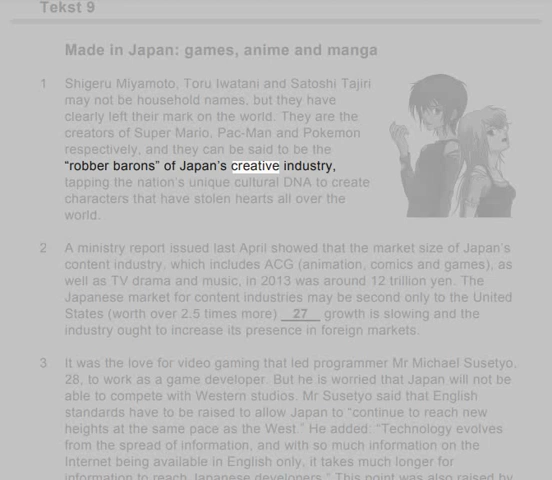 Tekst 9
Made in Japan: games, anime and manga
1 Shigeru Miyamoto, Toru Iwatani and Satoshi Tajiri
may not be household names, but they have
clearly left their mark on the world. They are the
creators of Super Mario, Pac-Man and Pokemon
respectively, and they can be said to be the
“robber barons” of Japan’s creative industry,
tapping the nation’s unique cultural DNA to create
characters that have stolen hearts all over the
world.
2 A ministry report issued last April showed that the market size of Japan’s
content industry, which includes ACG (animation, comics and games), as
well as TV drama and music, in 2013 was around 12 trillion yen. The
Japanese market for content industries may be second only to the United
States (worth over 2.5 times more) __27__ growth is slowing and the
industry ought to increase its presence in foreign markets.
3 It was the love for video gaming that led programmer Mr Michael Susetyo,
28, to work as a game developer. But he is worried that Japan will not be
able to compete with Western studios. Mr Susetyo said that English
standards have to be raised to allow Japan to “continue to reach new
heights at the same pace as the West.” He added: “Technology evolves
from the spread of information, and with so much information on the
Internet being available in English only, it takes much longer for
information to reach Japanese developers.” This point was also raised by